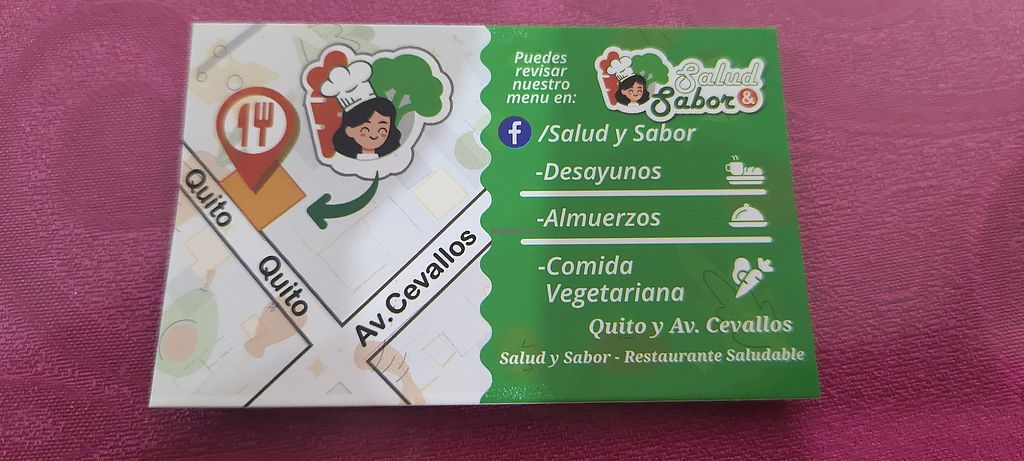 Quito
Quito
Av. Cevallos
Puedes
revisar
nuestro
menu en:
Salud
Sabor &
f /Salud y Sabor
-Desayunos
-Almuerzos
-Comida
Vegetariana
Quito y Av. Cevallos
Salud y Sabor - Restaurante Saludable